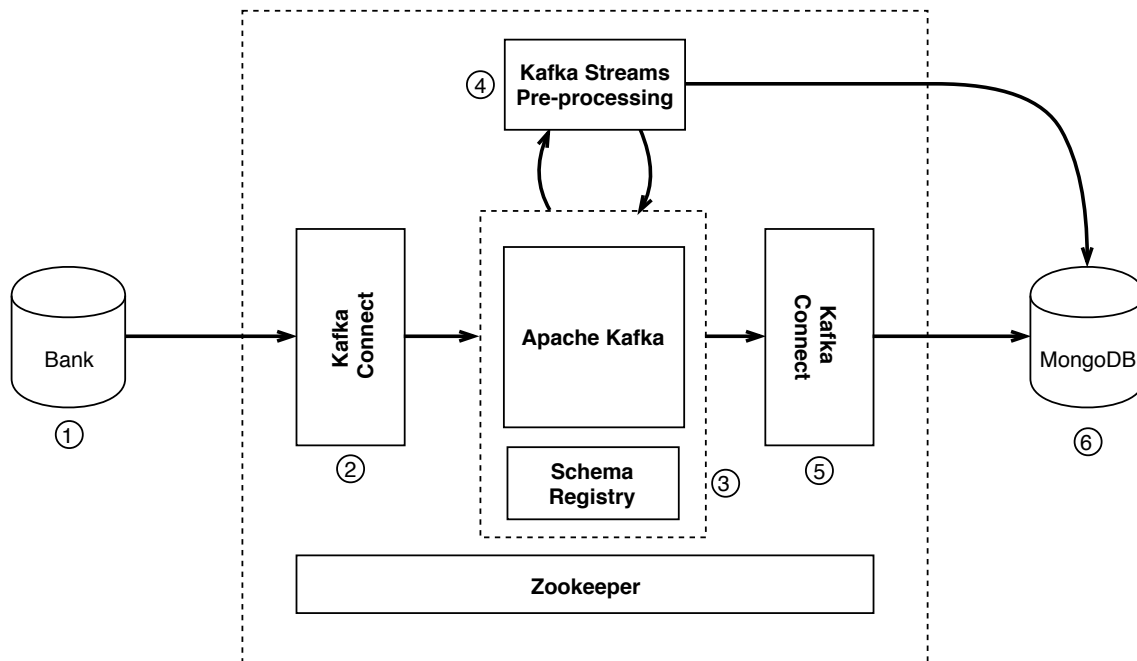 Kafka Streams
Pre-processing
4
Bank
1
Kafka
Connect
2
Apache Kafka
Schema
Registry
3
Kafka
Connect
5
MongoDB
6
Zookeeper